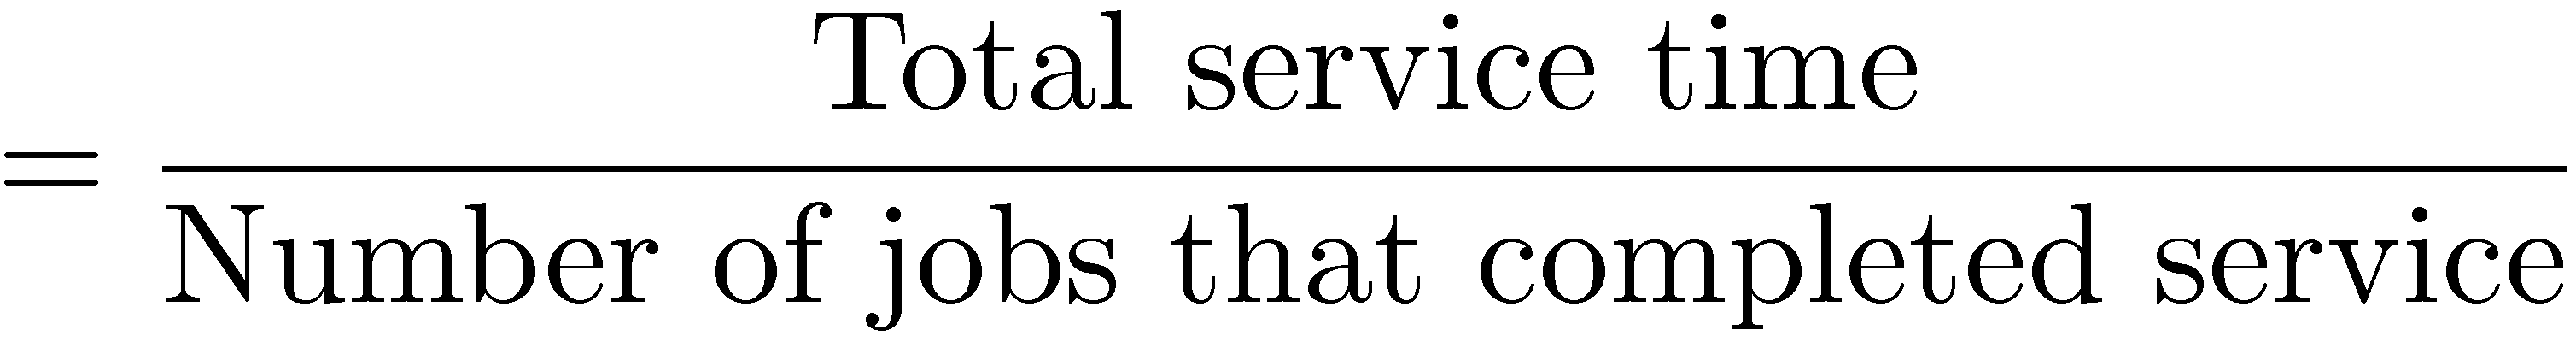 Total service time
=
Number of jobs that completed service